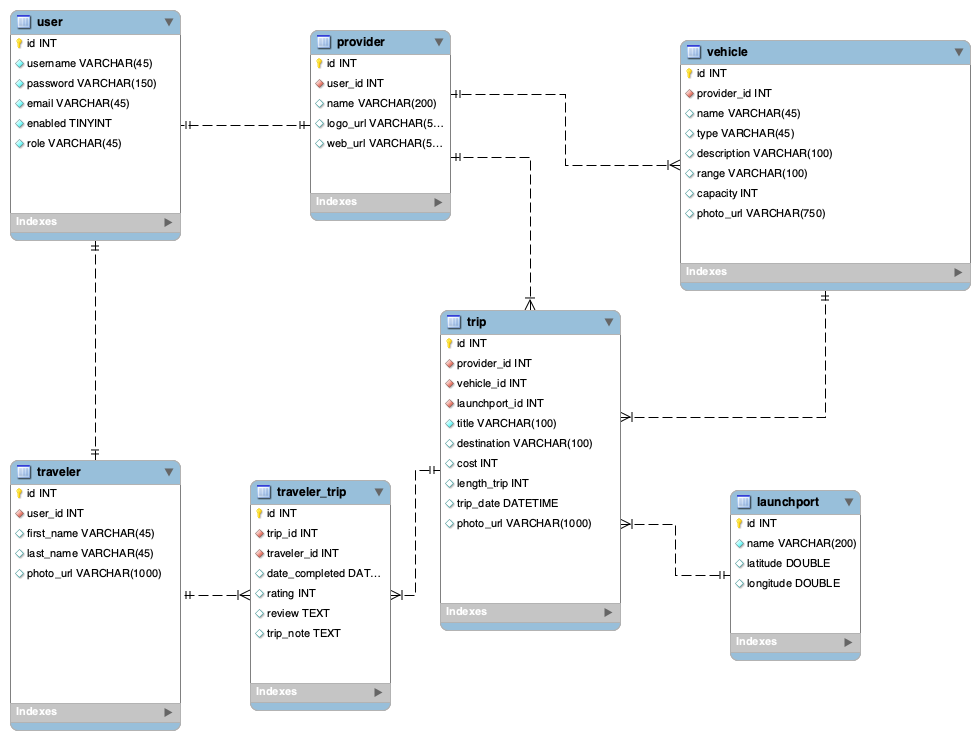 user
id INT
username VARCHAR(45)
password VARCHAR(150)
email VARCHAR(45)
enabled TINYINT
role VARCHAR(45)
Indexes
provider
id INT
user_id INT
name VARCHAR(200)
logo_url VARCHAR(5...
web_url VARCHAR(5...
Indexes
vehicle
id INT
provider_id INT
name VARCHAR(45)
type VARCHAR(45)
description VARCHAR(100)
range VARCHAR(100)
capacity INT
photo_url VARCHAR(750)
Indexes
trip
id INT
provider_id INT
vehicle_id INT
launchport_id INT
title VARCHAR(100)
destination VARCHAR(100)
cost INT
length_trip INT
trip_date DATETIME
photo_url VARCHAR(1000)
Indexes
traveler
id INT
user_id INT
first_name VARCHAR(45)
last_name VARCHAR(45)
photo_url VARCHAR(1000)
Indexes
traveler_trip
id INT
trip_id INT
traveler_id INT
date_completed DAT...
rating INT
review TEXT
trip_note TEXT
Indexes
launchport
id INT
name VARCHAR(200)
latitude DOUBLE
longitude DOUBLE
Indexes